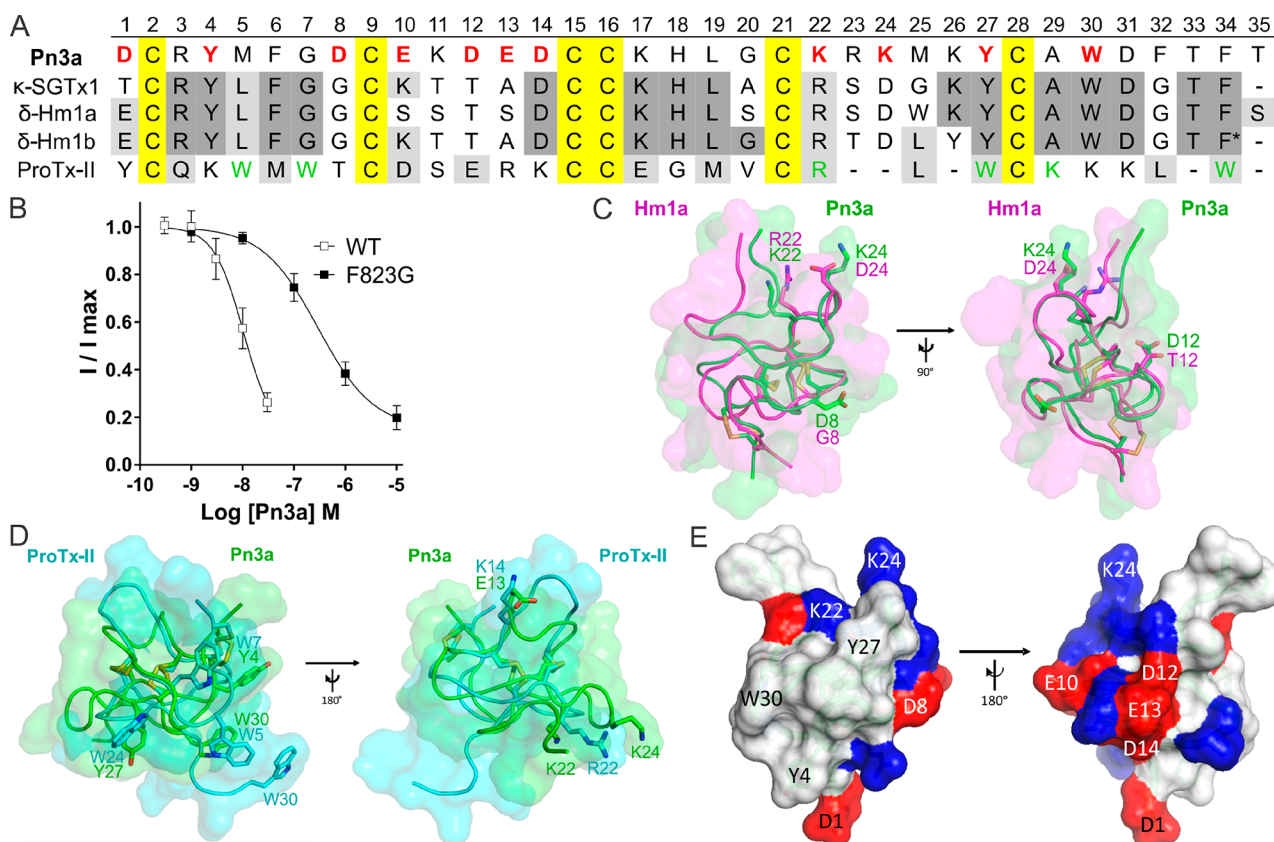 A 1 2 3 4 5 6 7 8 9 10 11 12 13 14 15 16 17 18 19 20 21 22 23 24 26 27 28 29 30 31 32 33 34 35
Pn3a D C R Y M F G D C E K D E D C C K H L G C K R K M K Y C A W D F T F T
κ-SGTx1 T C R Y L F G G C K T T A D C C K H L A C R S D G K Y C A W D G T F -
δ-Hm1a E C R Y L F G G C S S T S D C C K H L S C R S D W K Y C A W D G T F S
δ-Hm1b E C R Y L F G G C K T T A D C C K H L G C R T D L Y Y C A W D G T F*
ProTx-II Y C Q K W M W T C D S E R K C C E G M V C R - - L - W C K K K L - W -
B
I / I max
1.0
0.8
0.6
0.4
0.2
0.0
-10 -9 -8 -7 -6 -5
Log [Pn3a] M
WT
F823G
C
Hm1a Pn3a
R22
K22
K24
D24
D8
G8
90°
Hm1a Pn3a
K24
D24
D12
T12
D
ProTx-II Pn3a
W7
Y4
W30
W5
W24
Y27
W30
180°
Pn3a ProTx-II
K14
E13
K22
R22
K24
E
K24
K22
Y27
W30
D8
Y4
D1
180°
K24
E10
D12
E13
D14
D1